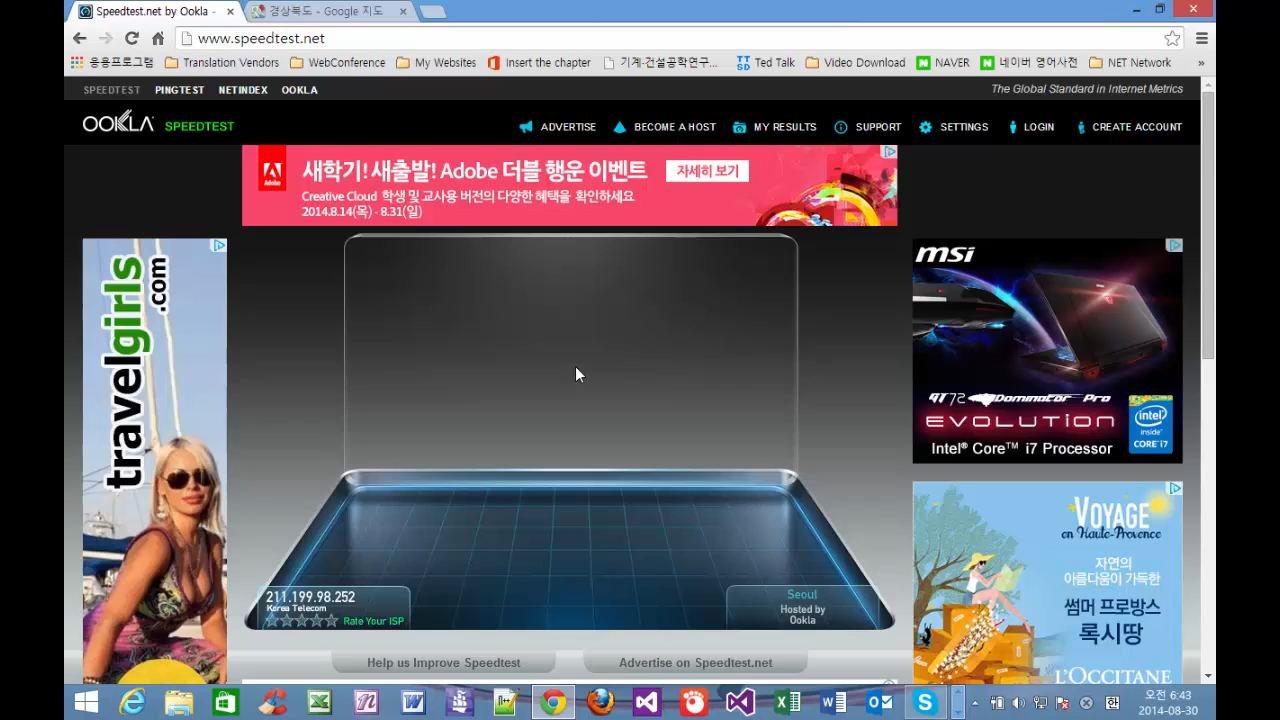 Speedtest.net by Ookla -
경상북도 - Google 지도
www.speedtest.net
응용프로그램 Translation Vendors WebConference My Websites Insert the chapter 기계·건설공학연구... Ted Talk Video Download NAVER 네이버 영어사전 NET Network »
SPEEDTEST PINGTEST NETINDEX OOKLA
The Global Standard in Internet Metrics
OOKLA SPEEDTEST
ADVERTISE BECOME A HOST MY RESULTS SUPPORT SETTINGS LOGIN CREATE ACCOUNT
Adobe
새학기! 새출발! Adobe 더블 행운 이벤트
자세히 보기
Creative Cloud 학생 및 교사용 버전의 다양한 혜택을 확인하세요
2014.8.14(목) - 8.31(일)
travelgirls.com
msi
GT72 Dominator Pro
EVOLUTION
Intel® Core™ i7 Processor
intel inside CORE i7
VOYAGE
en Haute-Provence
자연의
아름다움이 가득한
썸머 프로방스
록시땅
L'OCCITANE
211.199.98.252
Korea Telecom
Rate Your ISP
Seoul
Hosted by
Ookla
Help us Improve Speedtest
Advertise on Speedtest.net
한
오전 6:43
2014-08-30